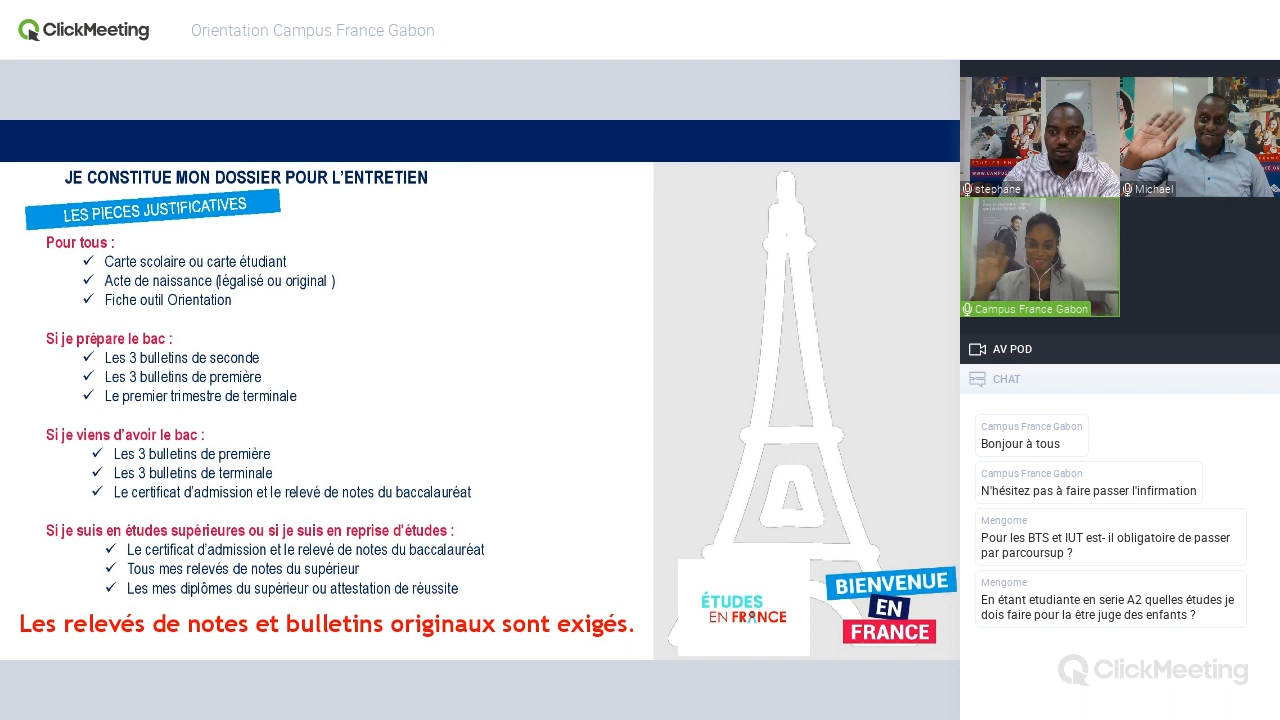 ClickMeeting
Orientation Campus France Gabon
JE CONSTITUE MON DOSSIER POUR L'ENTRETIEN
LES PIECES JUSTIFICATIVES
Pour tous :
✓ Carte scolaire ou carte étudiant
✓ Acte de naissance (légalisé ou original )
✓ Fiche outil Orientation
Si je prépare le bac :
✓ Les 3 bulletins de seconde
✓ Les 3 bulletins de première
✓ Le premier trimestre de terminale
Si je viens d'avoir le bac :
✓ Les 3 bulletins de première
✓ Les 3 bulletins de terminale
✓ Le certificat d'admission et le relevé de notes du baccalauréat
Si je suis en études supérieures ou si je suis en reprise d'études :
✓ Le certificat d'admission et le relevé de notes du baccalauréat
✓ Tous mes relevés de notes du supérieur
✓ Les mes diplômes du supérieur ou attestation de réussite
Les relevés de notes et bulletins originaux sont exigés.
ÉTUDES
EN FRANCE
BIENVENUE
EN
FRANCE
stephane
Michael
Campus France Gabon
AV POD
CHAT
Campus France Gabon
Bonjour à tous
Campus France Gabon
N'hésitez pas à faire passer l'infirmation
Mengome
Pour les BTS et IUT est- il obligatoire de passer
par parcoursup ?
Mengome
En étant etudiante en serie A2 quelles études je
dois faire pour la être juge des enfants ?
ClickMeeting